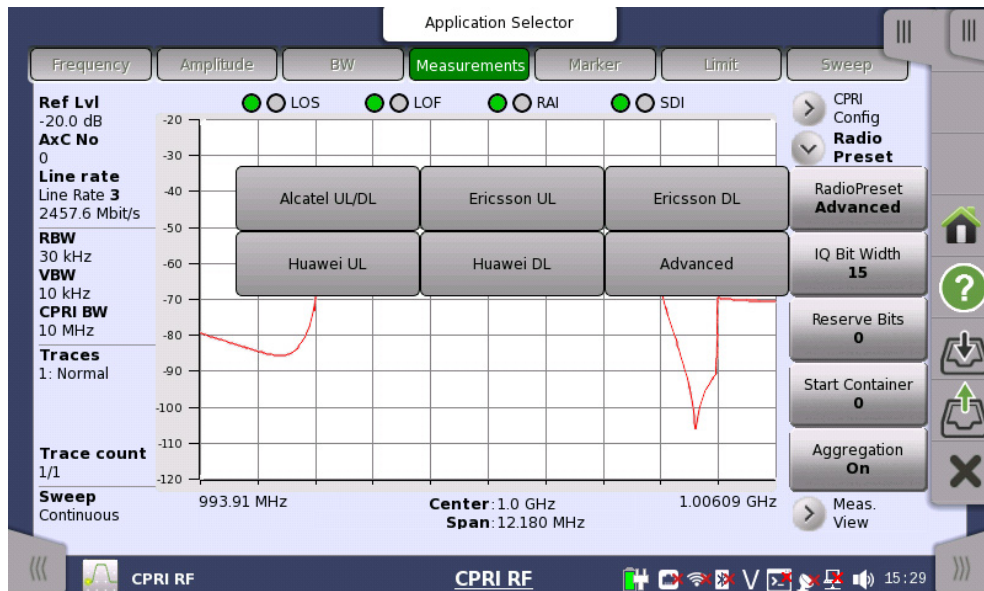 Application Selector
Frequency
Amplitude
BW
Measurements
Marker
Limit
Sweep
Ref Lvl
-20.0 dB
AxC No
0
Line rate
Line Rate 3
2457.6 Mbit/s
RBW
30 kHz
VBW
10 kHz
CPRI BW
10 MHz
Traces
1: Normal
Trace count
1/1
Sweep
Continuous
LOS
LOF
RAI
SDI
-20
-30
-40
-50
-60
-70
-80
-90
-100
-110
-120
Alcatel UL/DL
Ericsson UL
Ericsson DL
Huawei UL
Huawei DL
Advanced
993.91 MHz
Center:1.0 GHz
Span:12.180 MHz
1.00609 GHz
CPRI
Config
Radio
Preset
RadioPreset
Advanced
IQ Bit Width
15
Reserve Bits
0
Start Container
0
Aggregation
On
Meas.
View
CPRI RF
CPRI RF
15:29